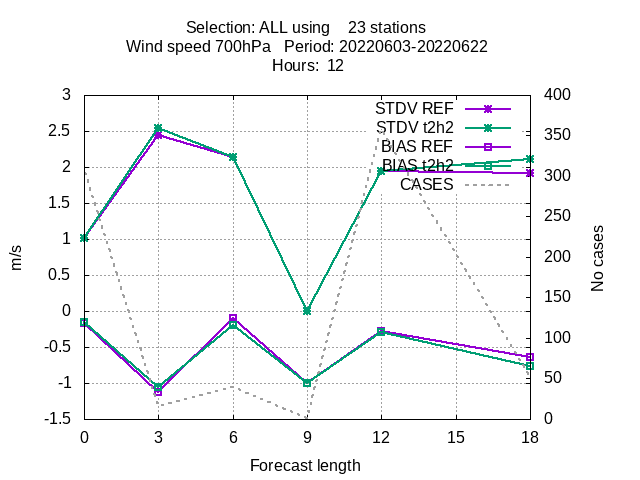 Selection: ALL using    23 stations
Wind speed 700hPa   Period: 20220603-20220622
Hours:  12
STDV REF
STDV t2h2
BIAS REF
BIAS t2h2
CASES
3
2.5
2
1.5
1
0.5
0
-0.5
-1
-1.5
400
350
300
250
200
150
100
50
0
m/s
No cases
0 3 6 9 12 15 18
Forecast length